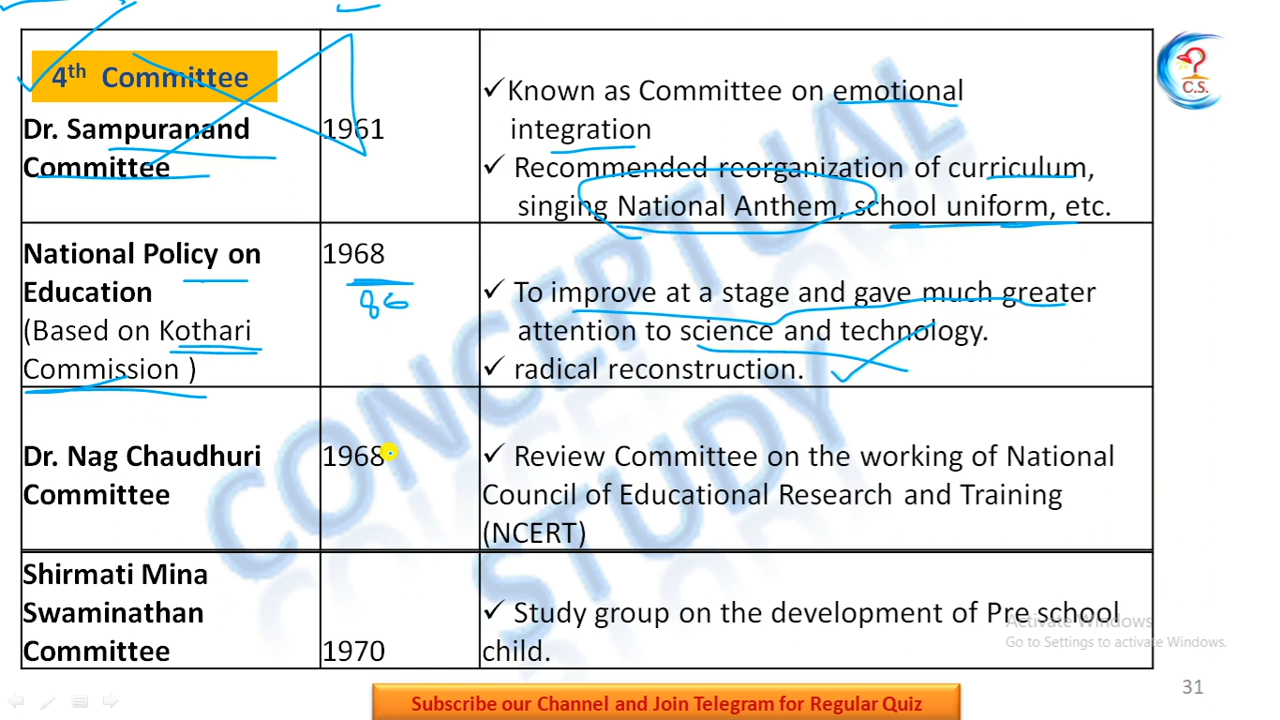 4th Committee
Dr. Sampuranand
Committee
1961
✓Known as Committee on emotional
integration
✓ Recommended reorganization of curriculum,
singing National Anthem, school uniform, etc.
C.S.
National Policy on
Education
(Based on Kothari
Commission )
1968
86
✓ To improve at a stage and gave much greater
attention to science and technology.
✓ radical reconstruction.
Dr. Nag Chaudhuri
Committee
1968
✓ Review Committee on the working of National
Council of Educational Research and Training
(NCERT)
Shirmati Mina
Swaminathan
Committee
1970
✓ Study group on the development of Pre school
child.
CONCEPTUAL
STUDY
Activate Windows
Go to Settings to activate Windows.
31
Subscribe our Channel and Join Telegram for Regular Quiz